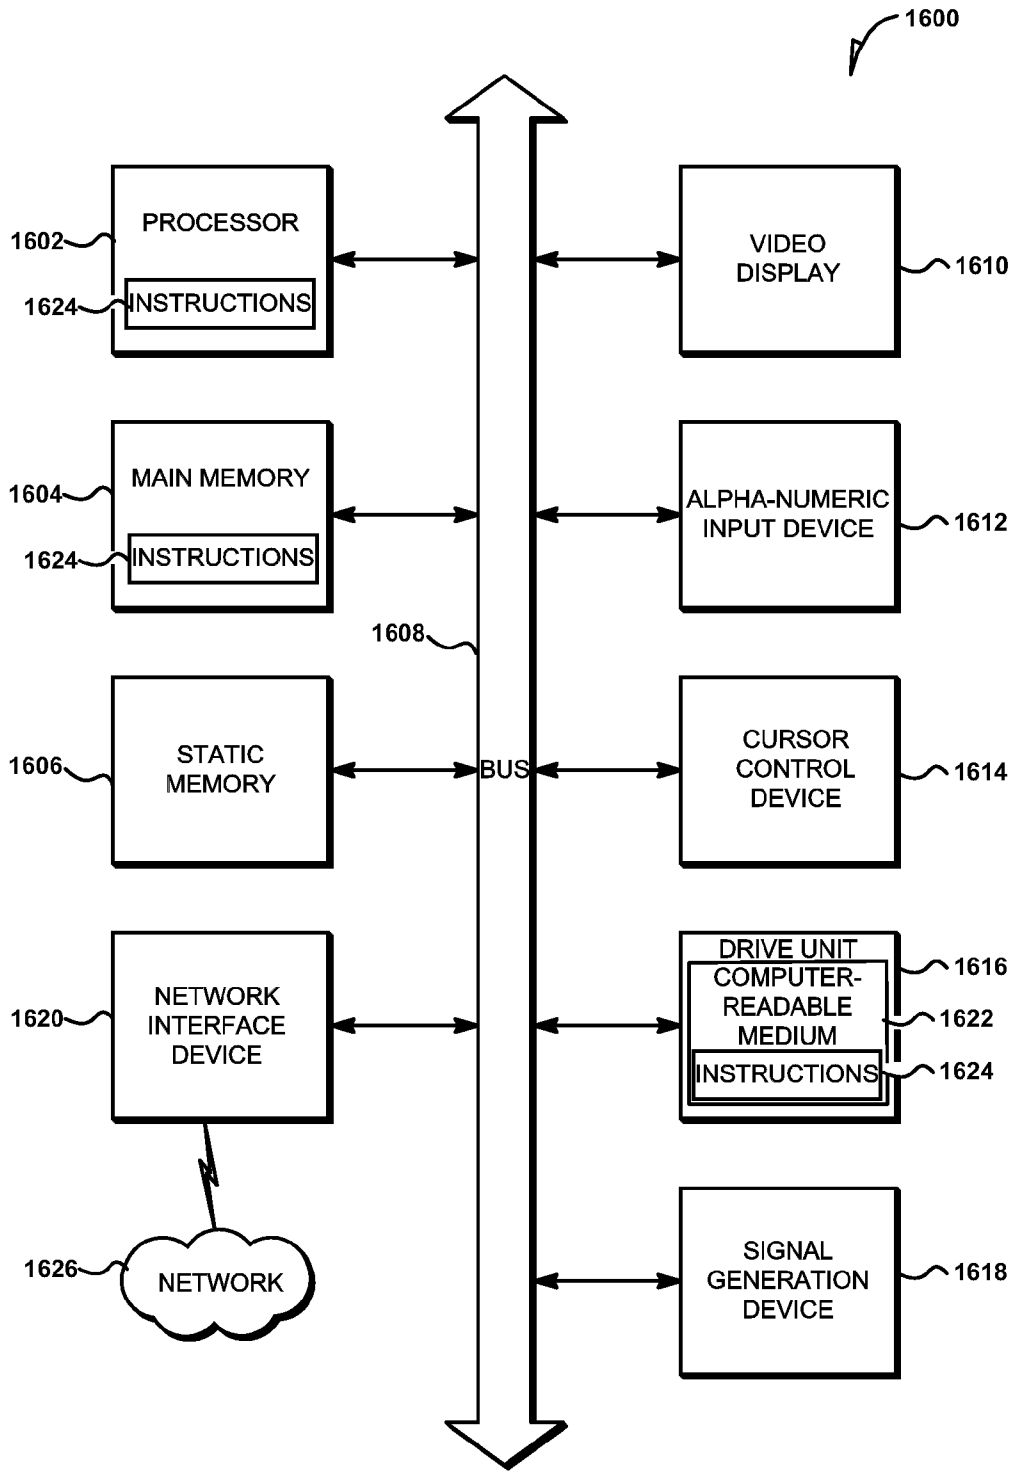 1600
PROCESSOR
1602
INSTRUCTIONS
1624
VIDEO
DISPLAY
1610
MAIN MEMORY
1604
INSTRUCTIONS
1624
ALPHA-NUMERIC
INPUT DEVICE
1612
1608
STATIC
MEMORY
1606
BUS
CURSOR
CONTROL
DEVICE
1614
NETWORK
INTERFACE
DEVICE
1620
DRIVE UNIT
1616
COMPUTER-
READABLE
MEDIUM
1622
INSTRUCTIONS
1624
1626
NETWORK
SIGNAL
GENERATION
DEVICE
1618